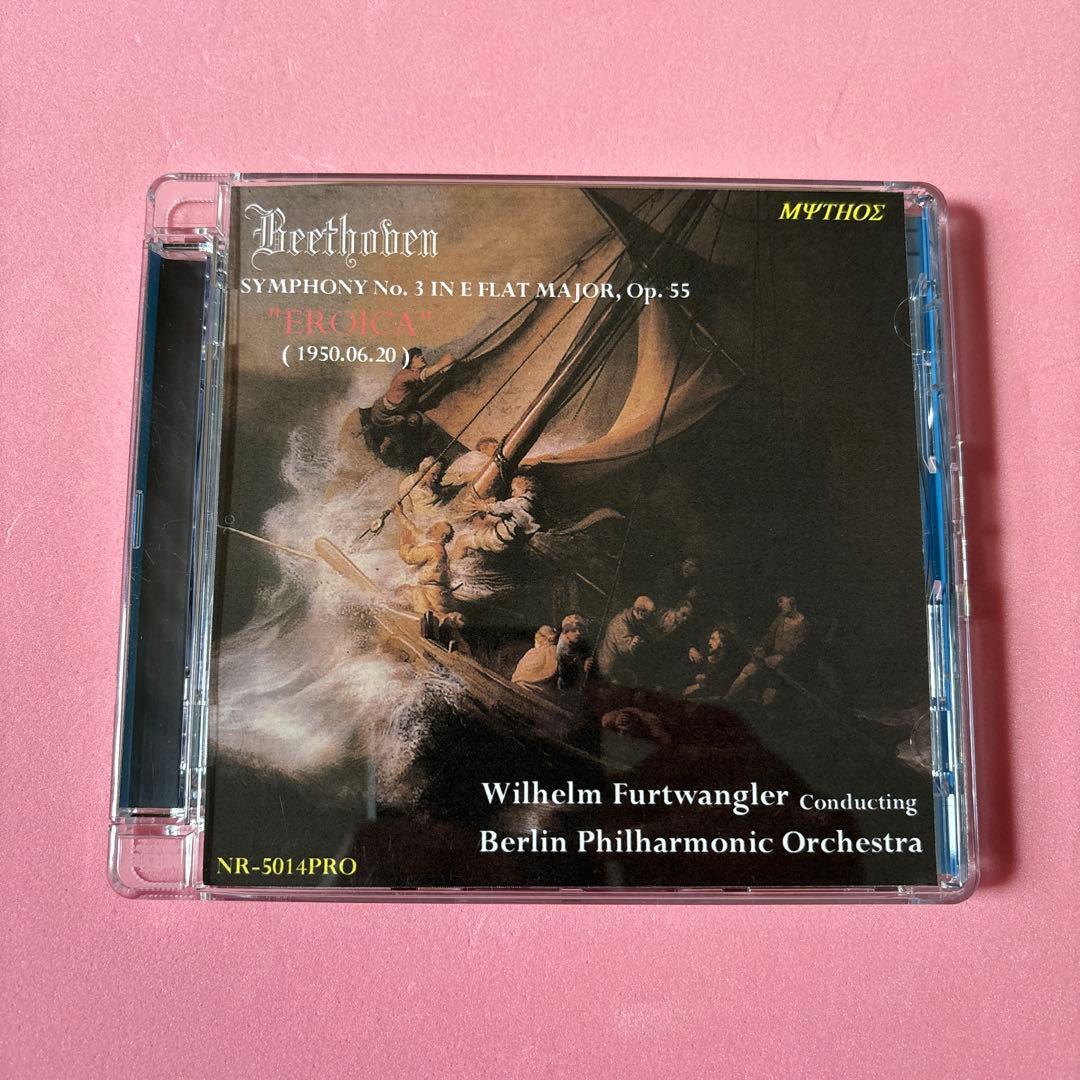 Beethoven
ΜΨΤΗΟΣ
SYMPHONY No. 3 IN E FLAT MAJOR, Op. 55
"EROICA"
( 1950.06.20 )
Wilhelm Furtwangler Conducting
Berlin Philharmonic Orchestra
NR-5014PRO